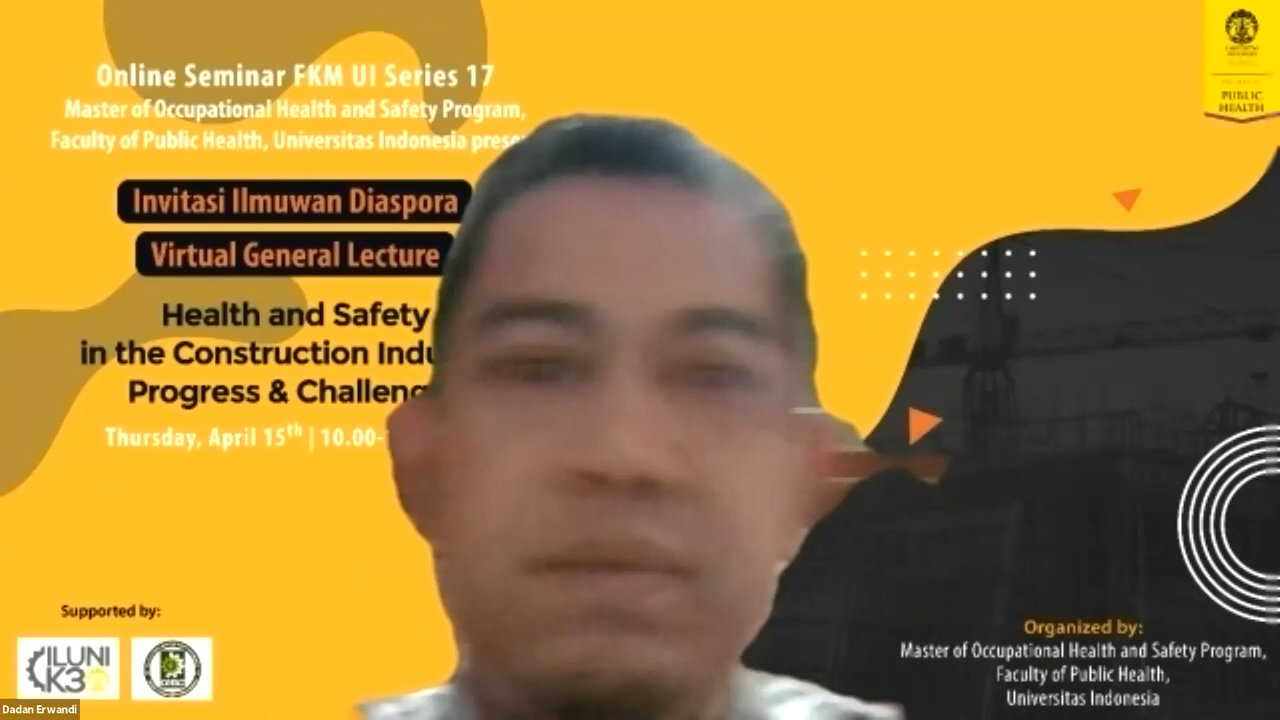 Online Seminar FKM UI Series 17
Master of Occupational Health and Safety Program,
Faculty of Public Health, Universitas Indonesia prese
Invitasi Ilmuwan Diaspora
Virtual General Lecture
Health and Safety
in the Construction Indu
Progress & Challeng
Thursday, April 15th | 10.00-
PUBLIC
HEALTH
Supported by:
ILUNI
K3
Organized by:
Master of Occupational Health and Safety Program,
Faculty of Public Health,
Universitas Indonesia
Dadan Erwandi